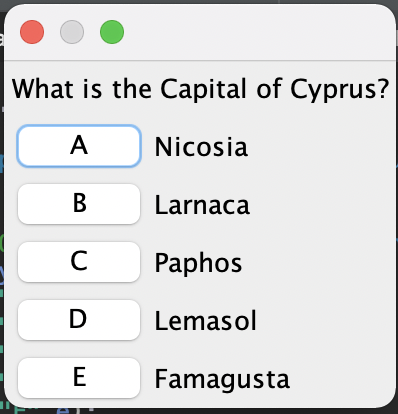 What is the Capital of Cyprus?
A Nicosia
B Larnaca
C Paphos
D Lemasol
E Famagusta